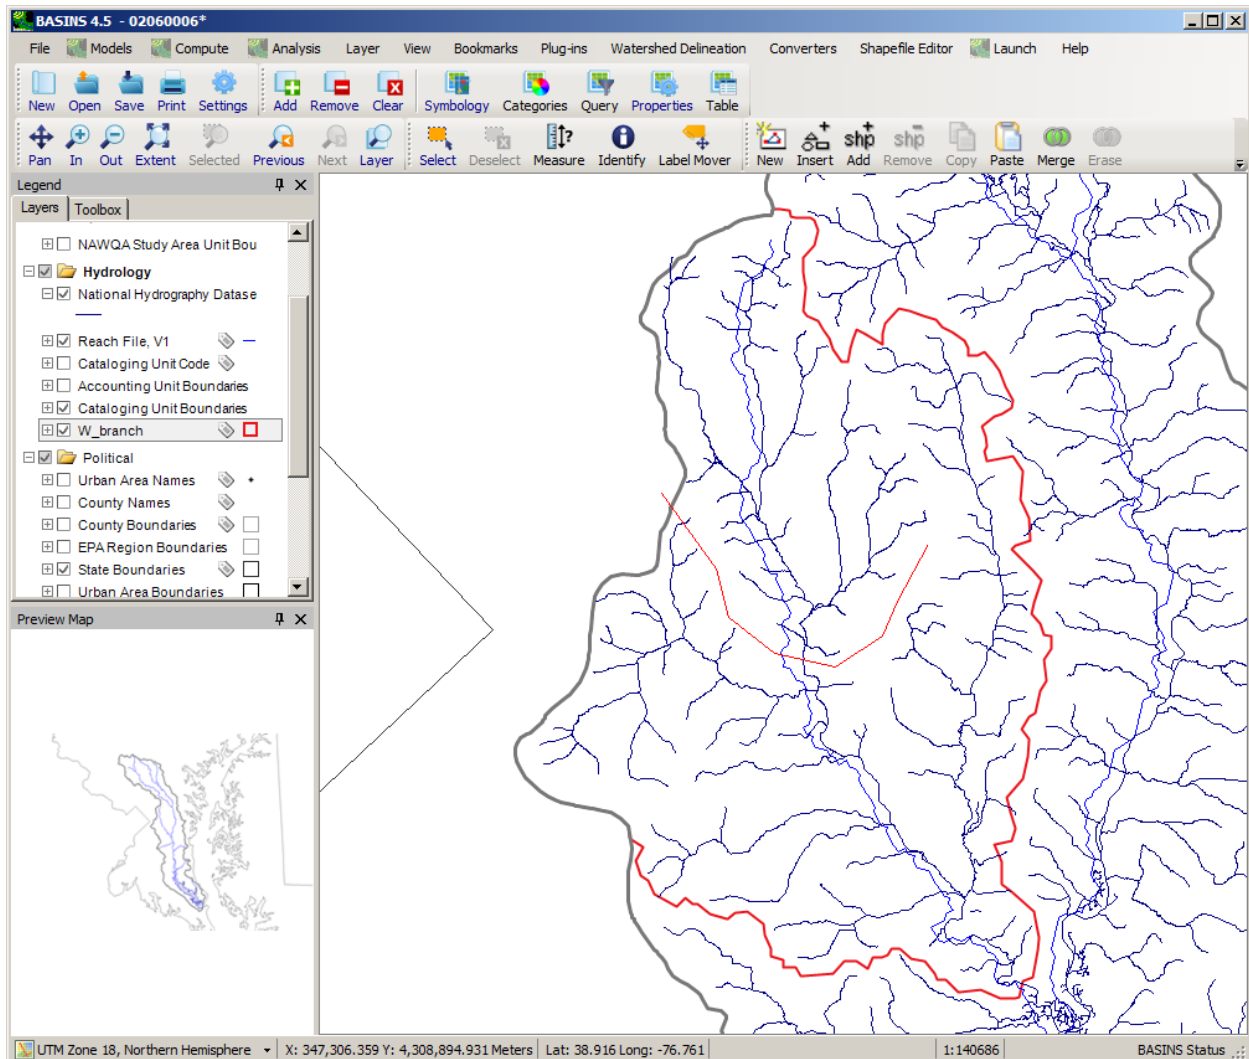 BASINS 4.5 - 02060006*
File Models Compute Analysis Layer View Bookmarks Plug-ins Watershed Delineation Converters Shapefile Editor Launch Help
New Open Save Print Settings Add Remove Clear Symbology Categories Query Properties Table
Pan In Out Extent Selected Previous Next Layer Select Deselect Measure Identify Label Mover New Insert Add Remove Copy Paste Merge Erase
Legend
Layers Toolbox
NAWQA Study Area Unit Bou
Hydrology
National Hydrography Datase
Reach File, V1
Cataloging Unit Code
Accounting Unit Boundaries
Cataloging Unit Boundaries
W_branch
Political
Urban Area Names
County Names
County Boundaries
EPA Region Boundaries
State Boundaries
Urban Area Boundaries
Preview Map
UTM Zone 18, Northern Hemisphere X: 347,306.359 Y: 4,308,894.931 Meters Lat: 38.916 Long: -76.761 1:140686 BASINS Status